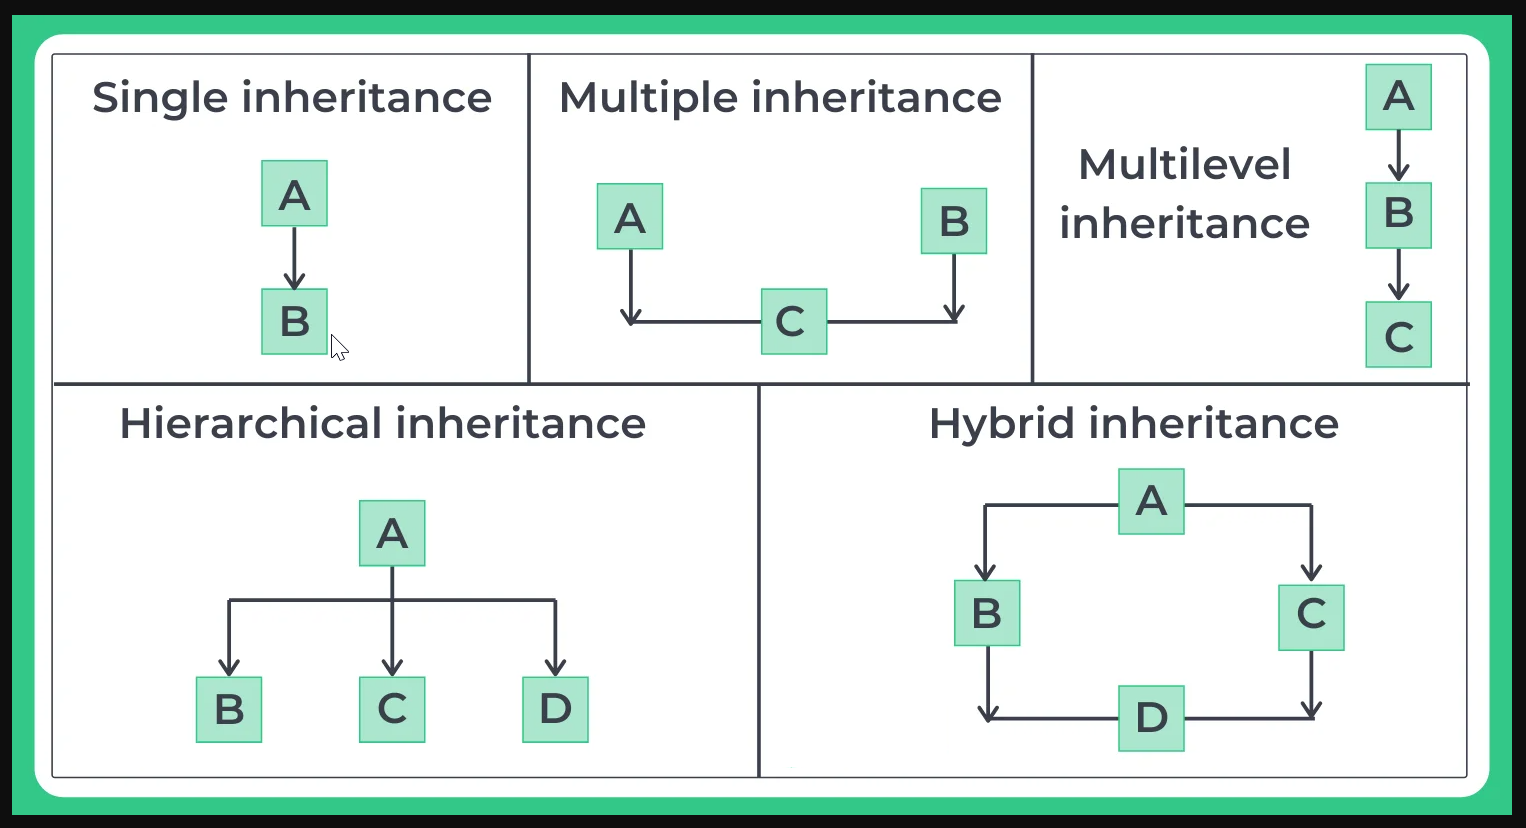 Single inheritance
A
B
Multiple inheritance
A B
C
Multilevel
inheritance
A
B
C
Hierarchical inheritance
A
B C D
Hybrid inheritance
A
B C
D